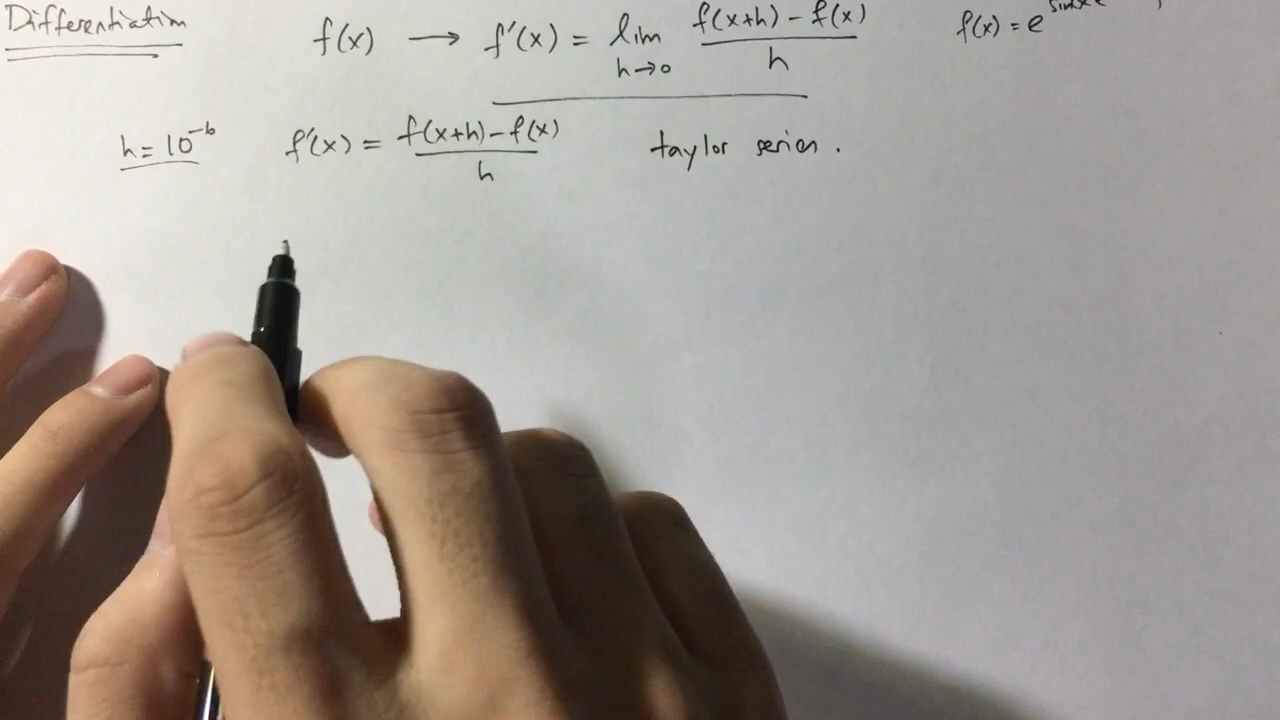 Differentiation f(x) → f'(x) = lim h→0 f(x+h) - f(x) / h f(x) = e
h = 10^-6 f'(x) = f(x+h) - f(x) / h taylor series.